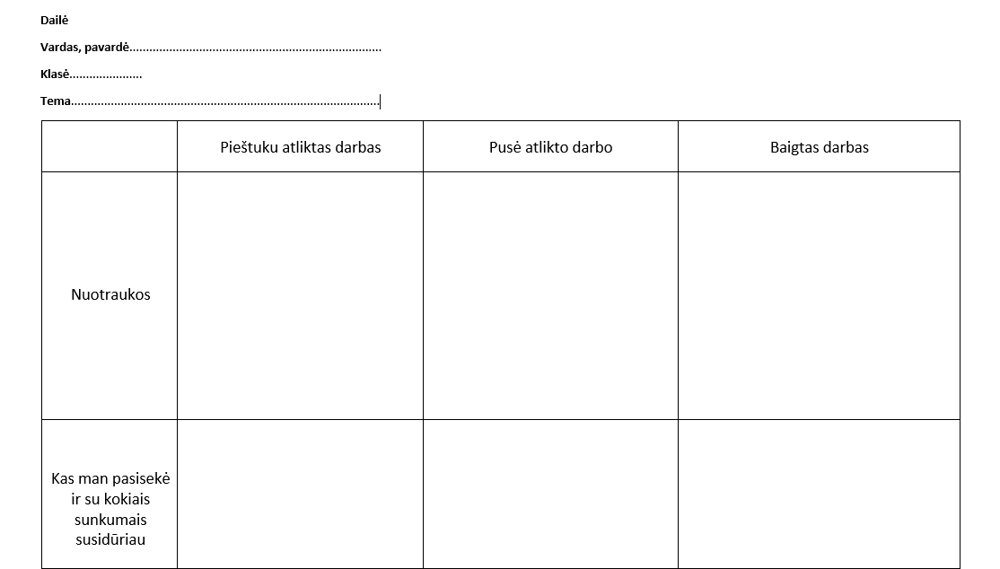 Dailė
Vardas, pavardė............................................................................
Klasė......................
Tema.............................................................................................
Pieštuku atliktas darbas
Pusė atlikto darbo
Baigtas darbas
Nuotraukos
Kas man pasisekė
ir su kokiais
sunkumais
susidūriau